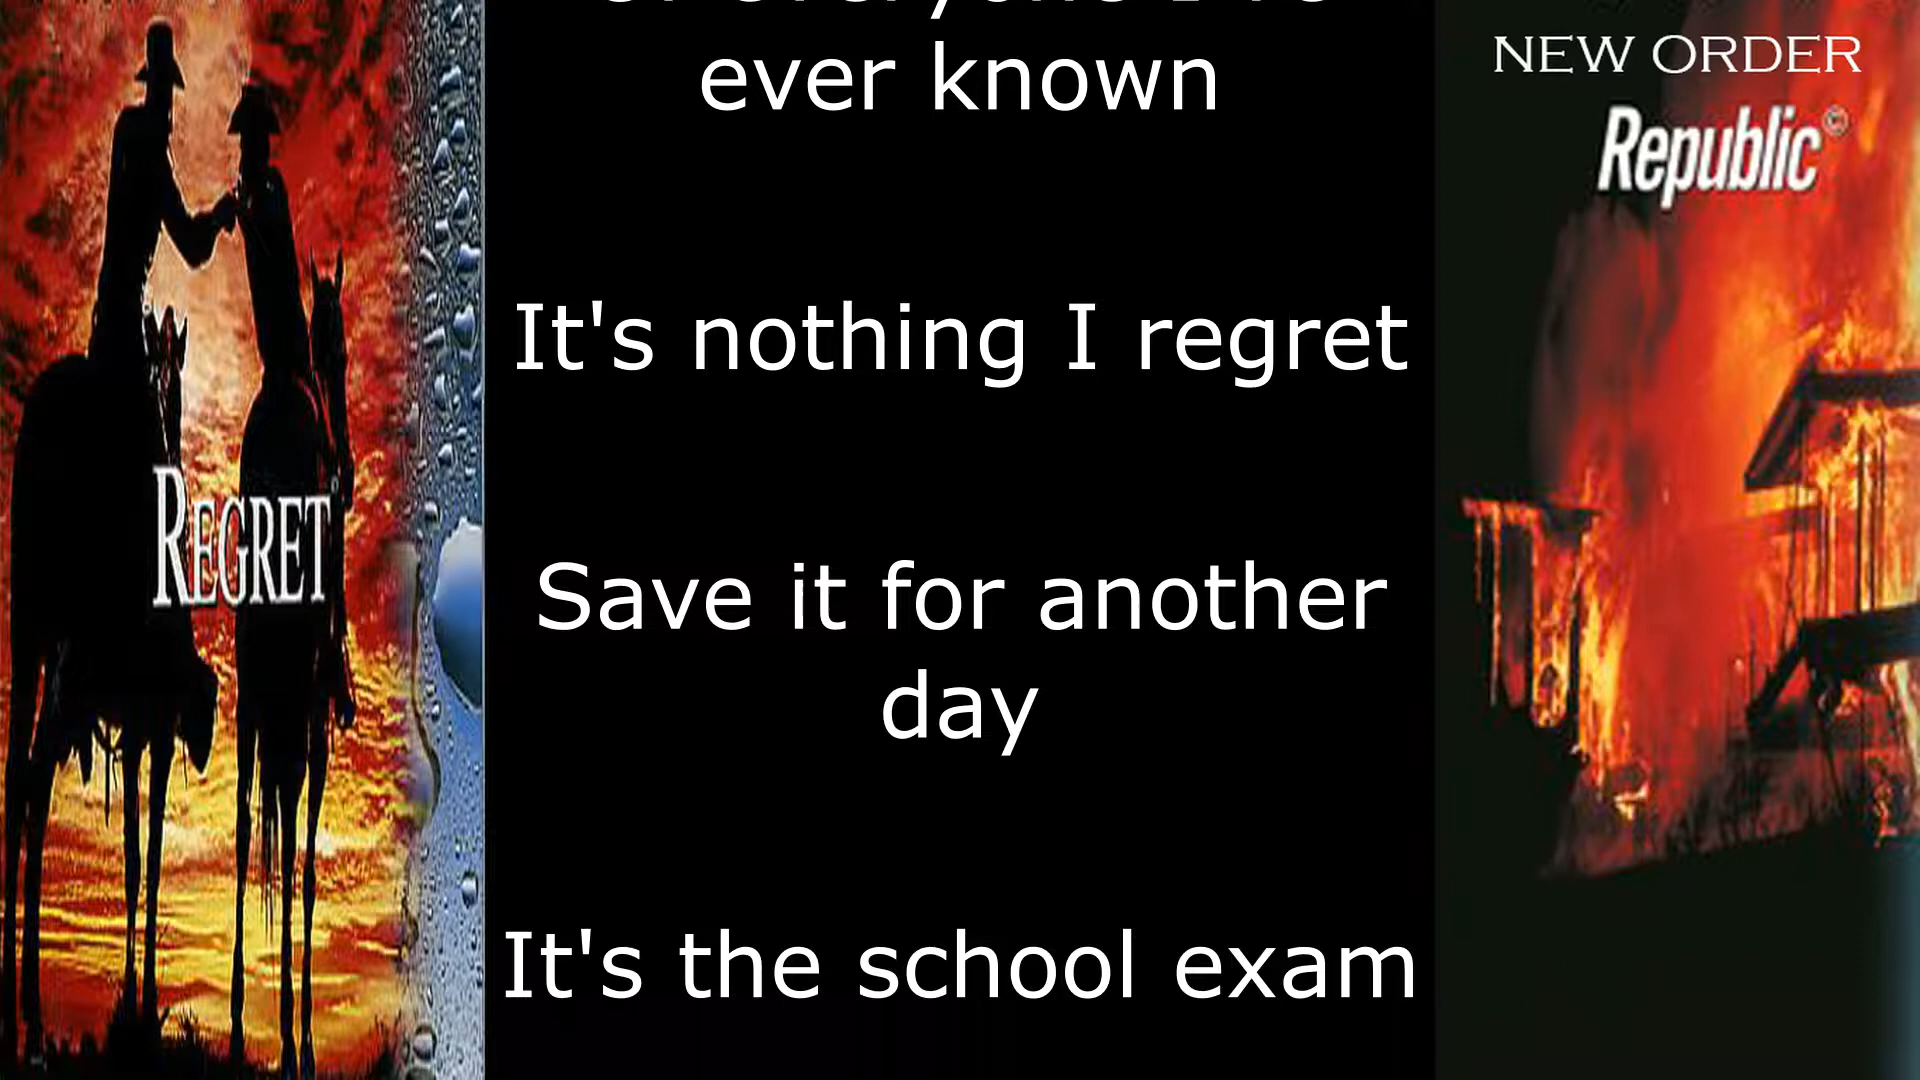 ever known
It's nothing I regret
Save it for another
day
It's the school exam
REGRET
NEW ORDER
Republic©